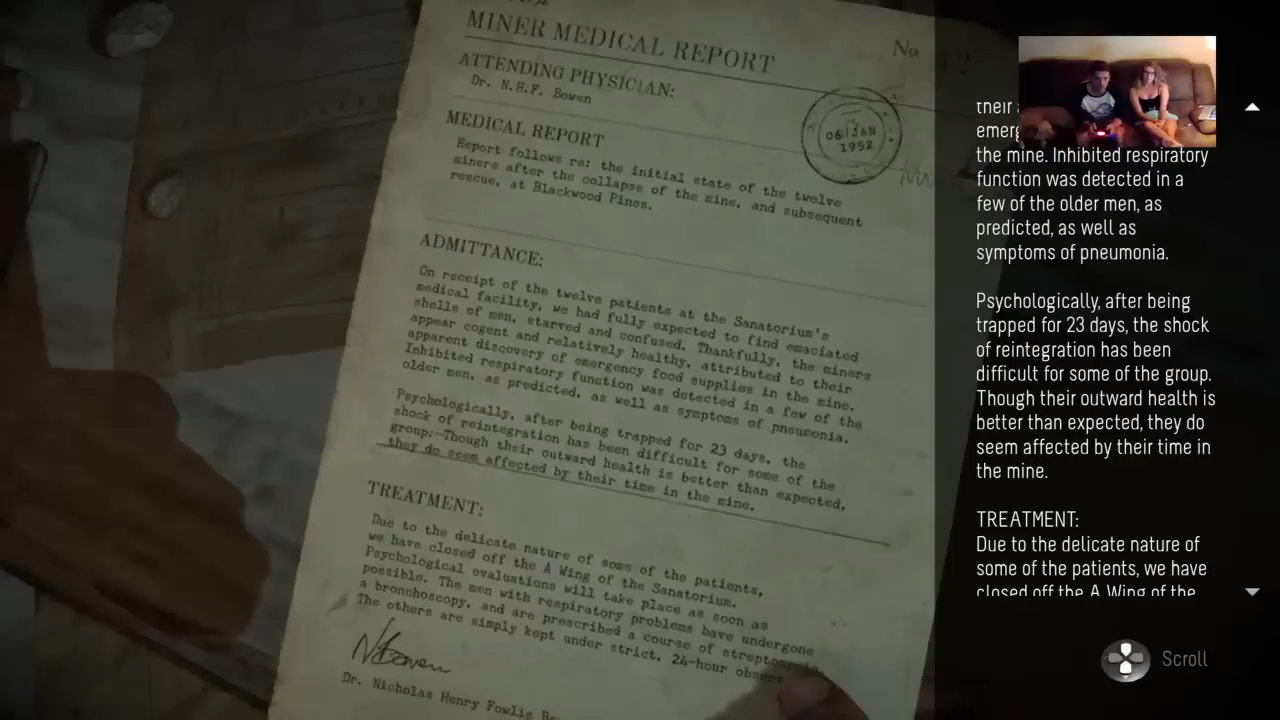 MINER MEDICAL REPORT
No 42
ATTENDING PHYSICIAN:
Dr. N.H.F. Bowen
06 JAN
1952
MEDICAL REPORT
Report follows re: the initial state of the twelve
miners after the collapse of the mine, and subsequent
rescue, at Blackwood Pines.
ADMITTANCE:
On receipt of the twelve patients at the Sanatorium's
medical facility, we had fully expected to find emaciated
shells of men, starved and confused. Thankfully, the miners
appear cogent and relatively healthy, attributed to their
apparent discovery of emergency food supplies in the mine.
Inhibited respiratory function was detected in a few of the
older men, as predicted, as well as symptoms of pneumonia.
Psychologically, after being trapped for 23 days, the
shock of reintegration has been difficult for some of the
group. Though their outward health is better than expected,
they do seem affected by their time in the mine.
TREATMENT:
Due to the delicate nature of some of the patients,
we have closed off the A Wing of the Sanatorium.
Psychological evaluations will take place as soon as
possible. The men with respiratory problems have undergone
a bronchoscopy, and are prescribed a course of
The others are simply kept under strict, 24-hour
NBowen
Dr. Nicholas Henry Fowlis
their
emerg
the mine. Inhibited respiratory
function was detected in a
few of the older men, as
predicted, as well as
symptoms of pneumonia.
Psychologically, after being
trapped for 23 days, the shock
of reintegration has been
difficult for some of the group.
Though their outward health is
better than expected, they do
seem affected by their time in
the mine.
TREATMENT:
Due to the delicate nature of
some of the patients, we have
closed off the A Wing of the
Scroll